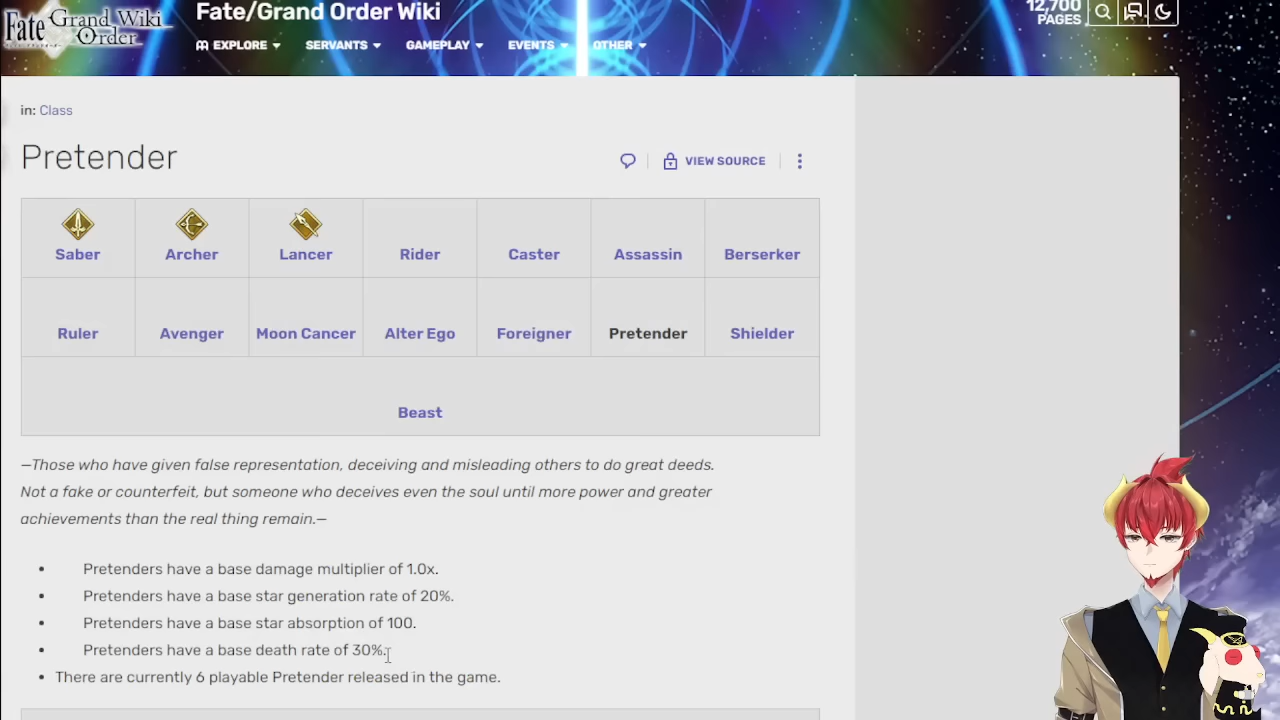 Fate Grand Wiki
Order
Fate/Grand Order Wiki
12,700
PAGES
EXPLORE SERVANTS GAMEPLAY EVENTS OTHER
in: Class
Pretender
VIEW SOURCE
Saber Archer Lancer Rider Caster Assassin Berserker
Ruler Avenger Moon Cancer Alter Ego Foreigner Pretender Shielder
Beast
—Those who have given false representation, deceiving and misleading others to do great deeds.
Not a fake or counterfeit, but someone who deceives even the soul until more power and greater
achievements than the real thing remain.—
• Pretenders have a base damage multiplier of 1.0x.
• Pretenders have a base star generation rate of 20%.
• Pretenders have a base star absorption of 100.
• Pretenders have a base death rate of 30%.
• There are currently 6 playable Pretender released in the game.